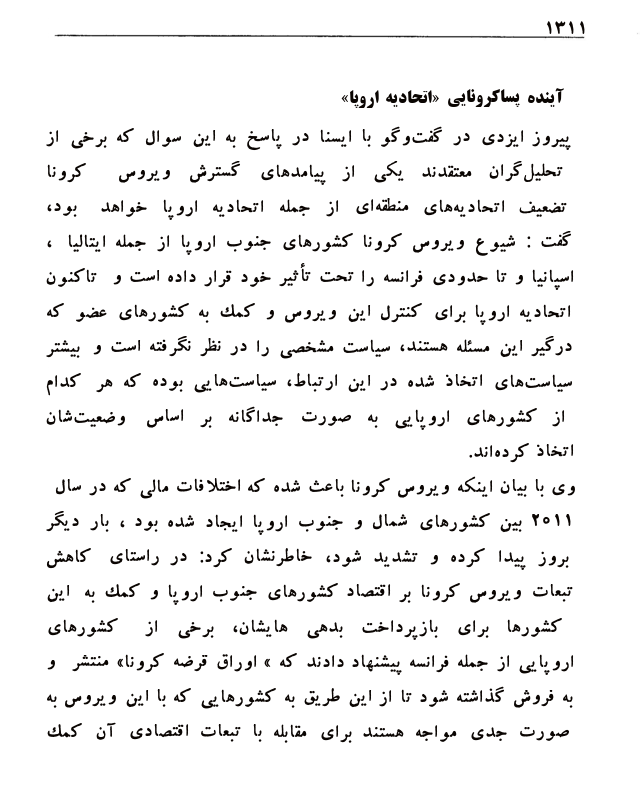 ۱۳۱۱
آینده پساکرونایی «اتحادیه اروپا»
پیروز ایزدی در گفت‌وگو با ایسنا در پاسخ به این سوال که برخی از
تحلیل‌گران معتقدند یکی از پیامدهای گسترش ویروس کرونا
تضعیف اتحادیه‌های منطقه‌ای از جمله اتحادیه اروپا خواهد بود،
گفت : شیوع ویروس کرونا کشورهای جنوب اروپا از جمله ایتالیا ،
اسپانیا و تا حدودی فرانسه را تحت تأثیر خود قرار داده است و تاکنون
اتحادیه اروپا برای کنترل این ویروس و کمك به کشورهای عضو که
درگیر این مسئله هستند، سیاست مشخصی را در نظر نگرفته است و بیشتر
سیاست‌های اتخاذ شده در این ارتباط، سیاست‌هایی بوده که هر کدام
از کشورهای اروپایی به صورت جداگانه بر اساس وضعیت‌شان
اتخاذ کرده‌اند.
وی با بیان اینکه ویروس کرونا باعث شده که اختلافات مالی که در سال
۲۰۱۱ بین کشورهای شمال و جنوب اروپا ایجاد شده بود ، بار دیگر
بروز پیدا کرده و تشدید شود، خاطرنشان کرد: در راستای کاهش
تبعات ویروس کرونا بر اقتصاد کشورهای جنوب اروپا و کمك به این
کشورها برای بازپرداخت بدهی هایشان، برخی از کشورهای
اروپایی از جمله فرانسه پیشنهاد دادند که » اوراق قرضه کرونا» منتشر و
به فروش گذاشته شود تا از این طریق به کشورهایی که با این ویروس به
صورت جدی مواجه هستند برای مقابله با تبعات اقتصادی آن کمك